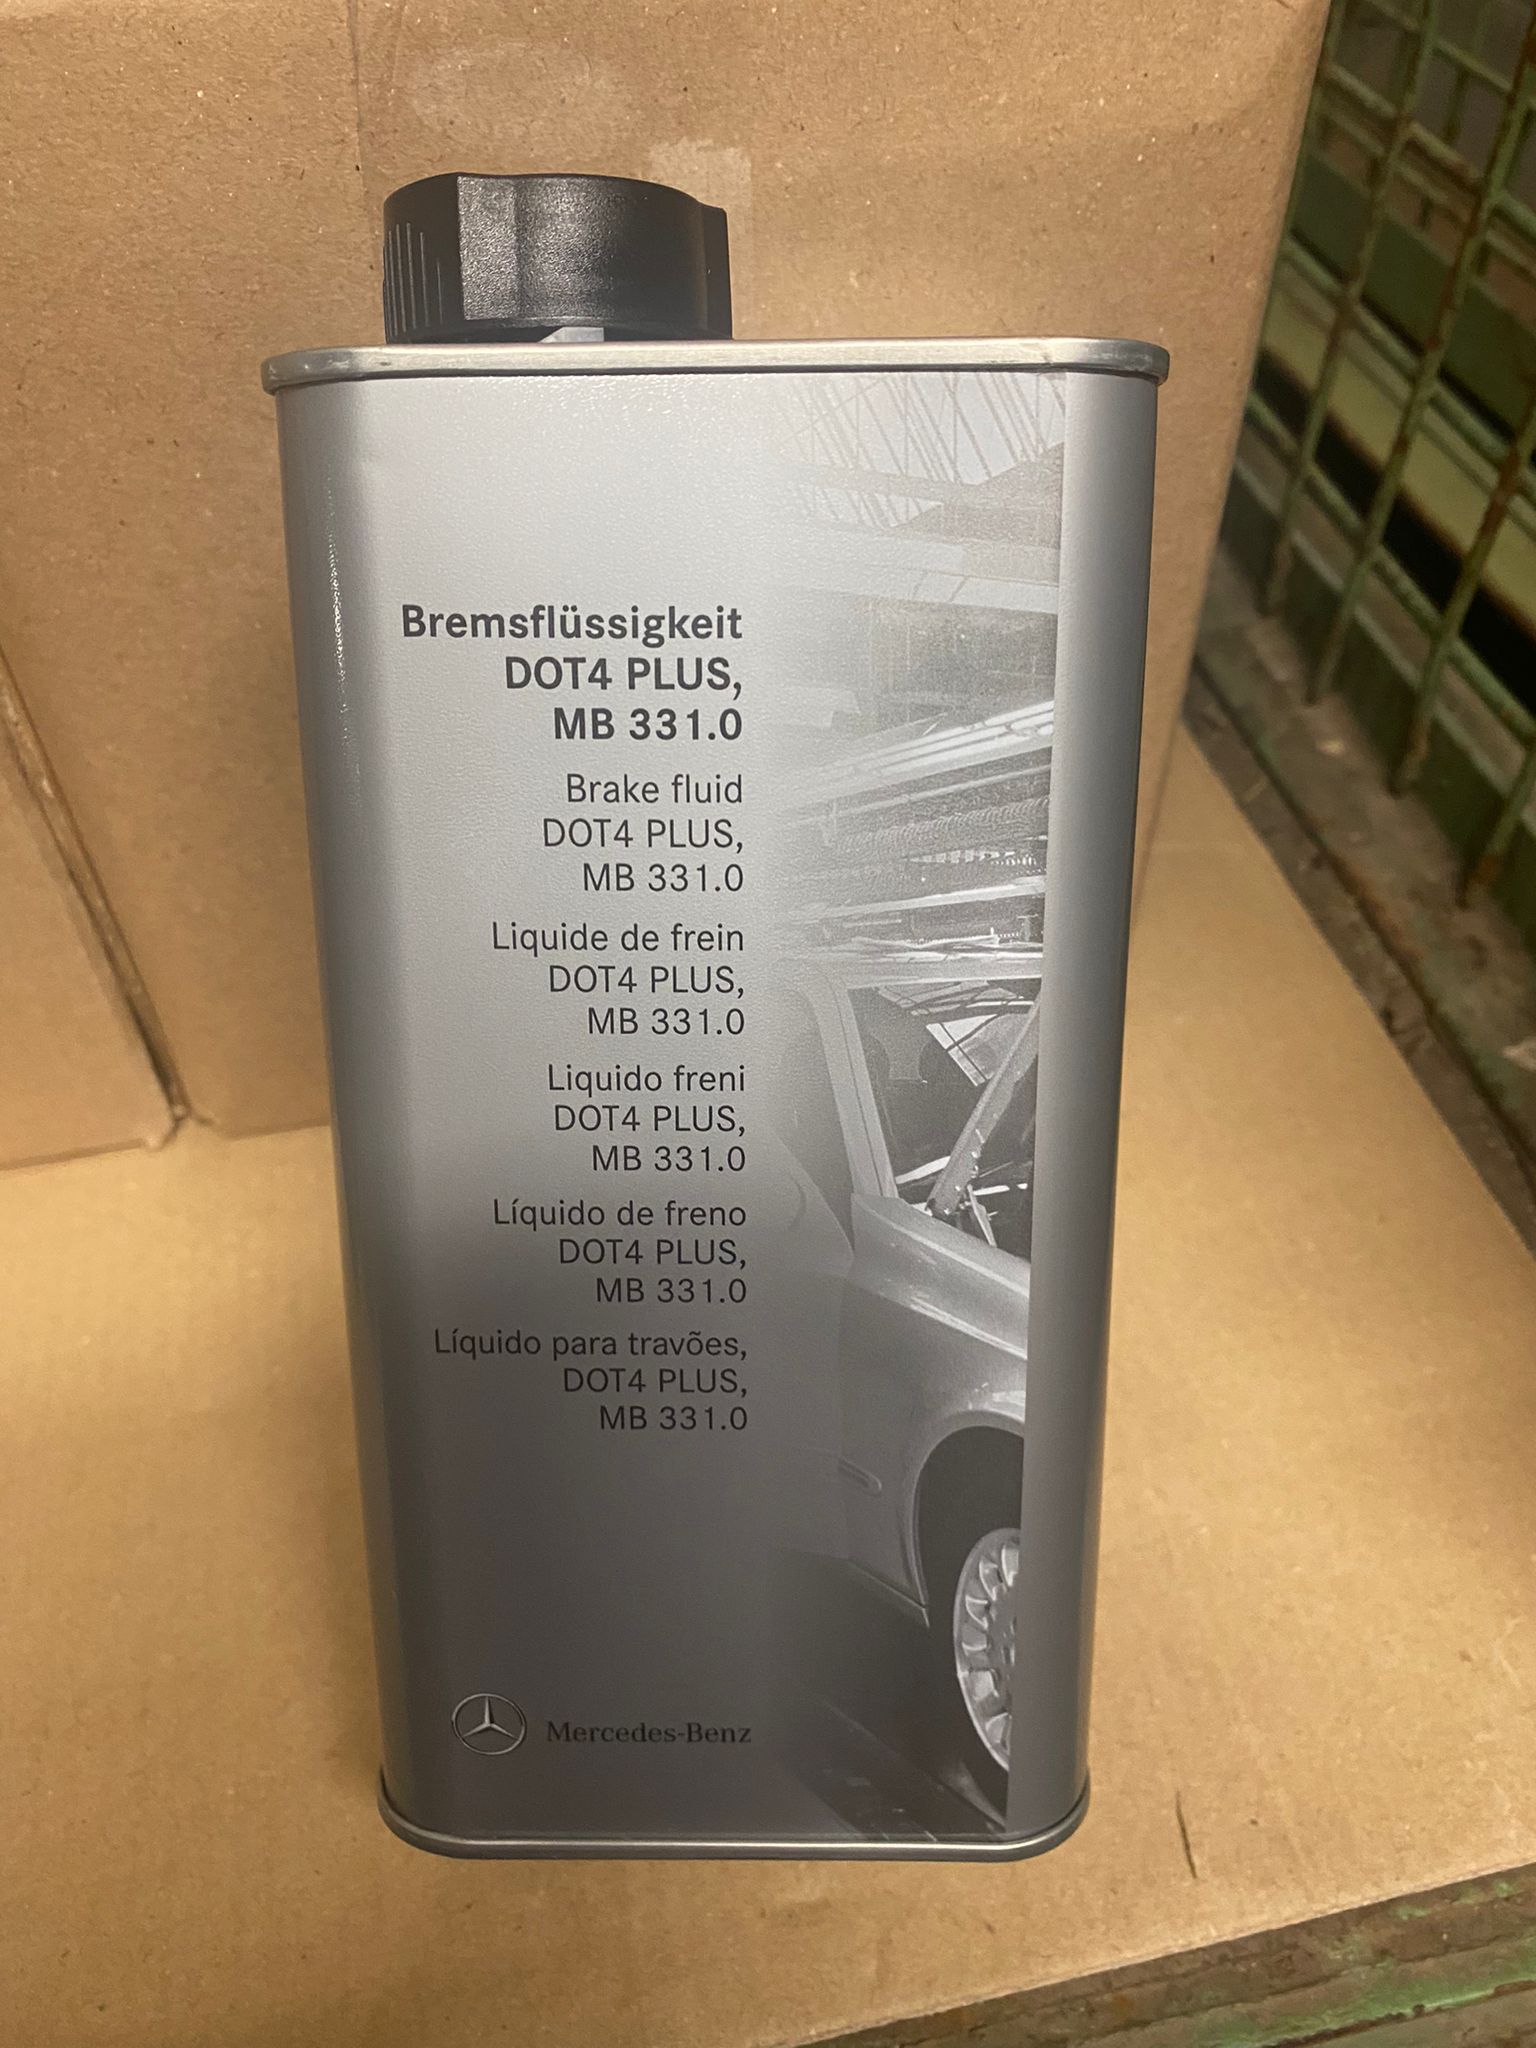 Bremsflüssigkeit
DOT4 PLUS,
MB 331.0
Brake fluid
DOT4 PLUS,
MB 331.0
Liquide de frein
DOT4 PLUS,
MB 331.0
Liquido freni
DOT4 PLUS,
MB 331.0
Líquido de freno
DOT4 PLUS,
MB 331.0
Líquido para travões,
DOT4 PLUS,
MB 331.0
Mercedes-Benz